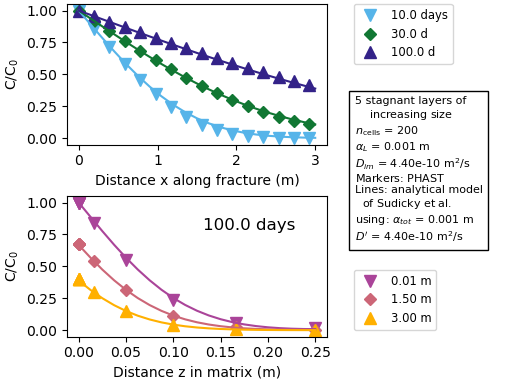 1.00
0.75
0.50
0.25
0.00
C/C₀
0
1
2
3
Distance x along fracture (m)
10.0 days
30.0 d
100.0 d
5 stagnant layers of
increasing size
n_cells = 200
α_L = 0.001 m
D_im = 4.40e-10 m²/s
Markers: PHAST
Lines: analytical model
of Sudicky et al.
using: α_tot = 0.001 m
D' = 4.40e-10 m²/s
1.00
0.75
0.50
0.25
0.00
C/C₀
100.0 days
0.00
0.05
0.10
0.15
0.20
0.25
Distance z in matrix (m)
0.01 m
1.50 m
3.00 m